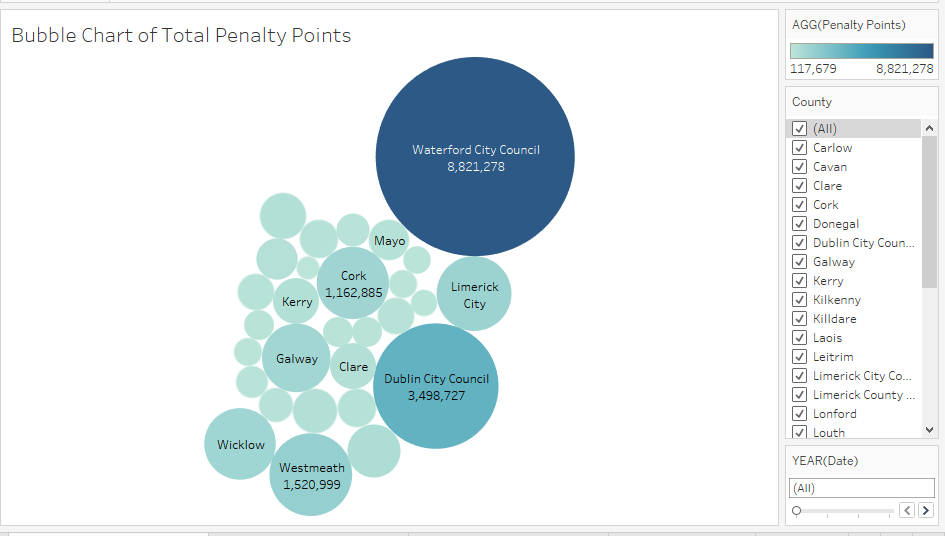 Bubble Chart of Total Penalty Points
Waterford City Council
8,821,278
Mayo
Cork
1,162,885
Limerick
City
Kerry
Galway
Clare
Dublin City Council
3,498,727
Wicklow
Westmeath
1,520,999
AGG(Penalty Points)
117,679 8,821,278
County
(All)
Carlow
Cavan
Clare
Cork
Donegal
Dublin City Coun...
Galway
Kerry
Kilkenny
Killdare
Laois
Leitrim
Limerick City Co...
Limerick County ...
Lonford
Louth
YEAR(Date)
(All)